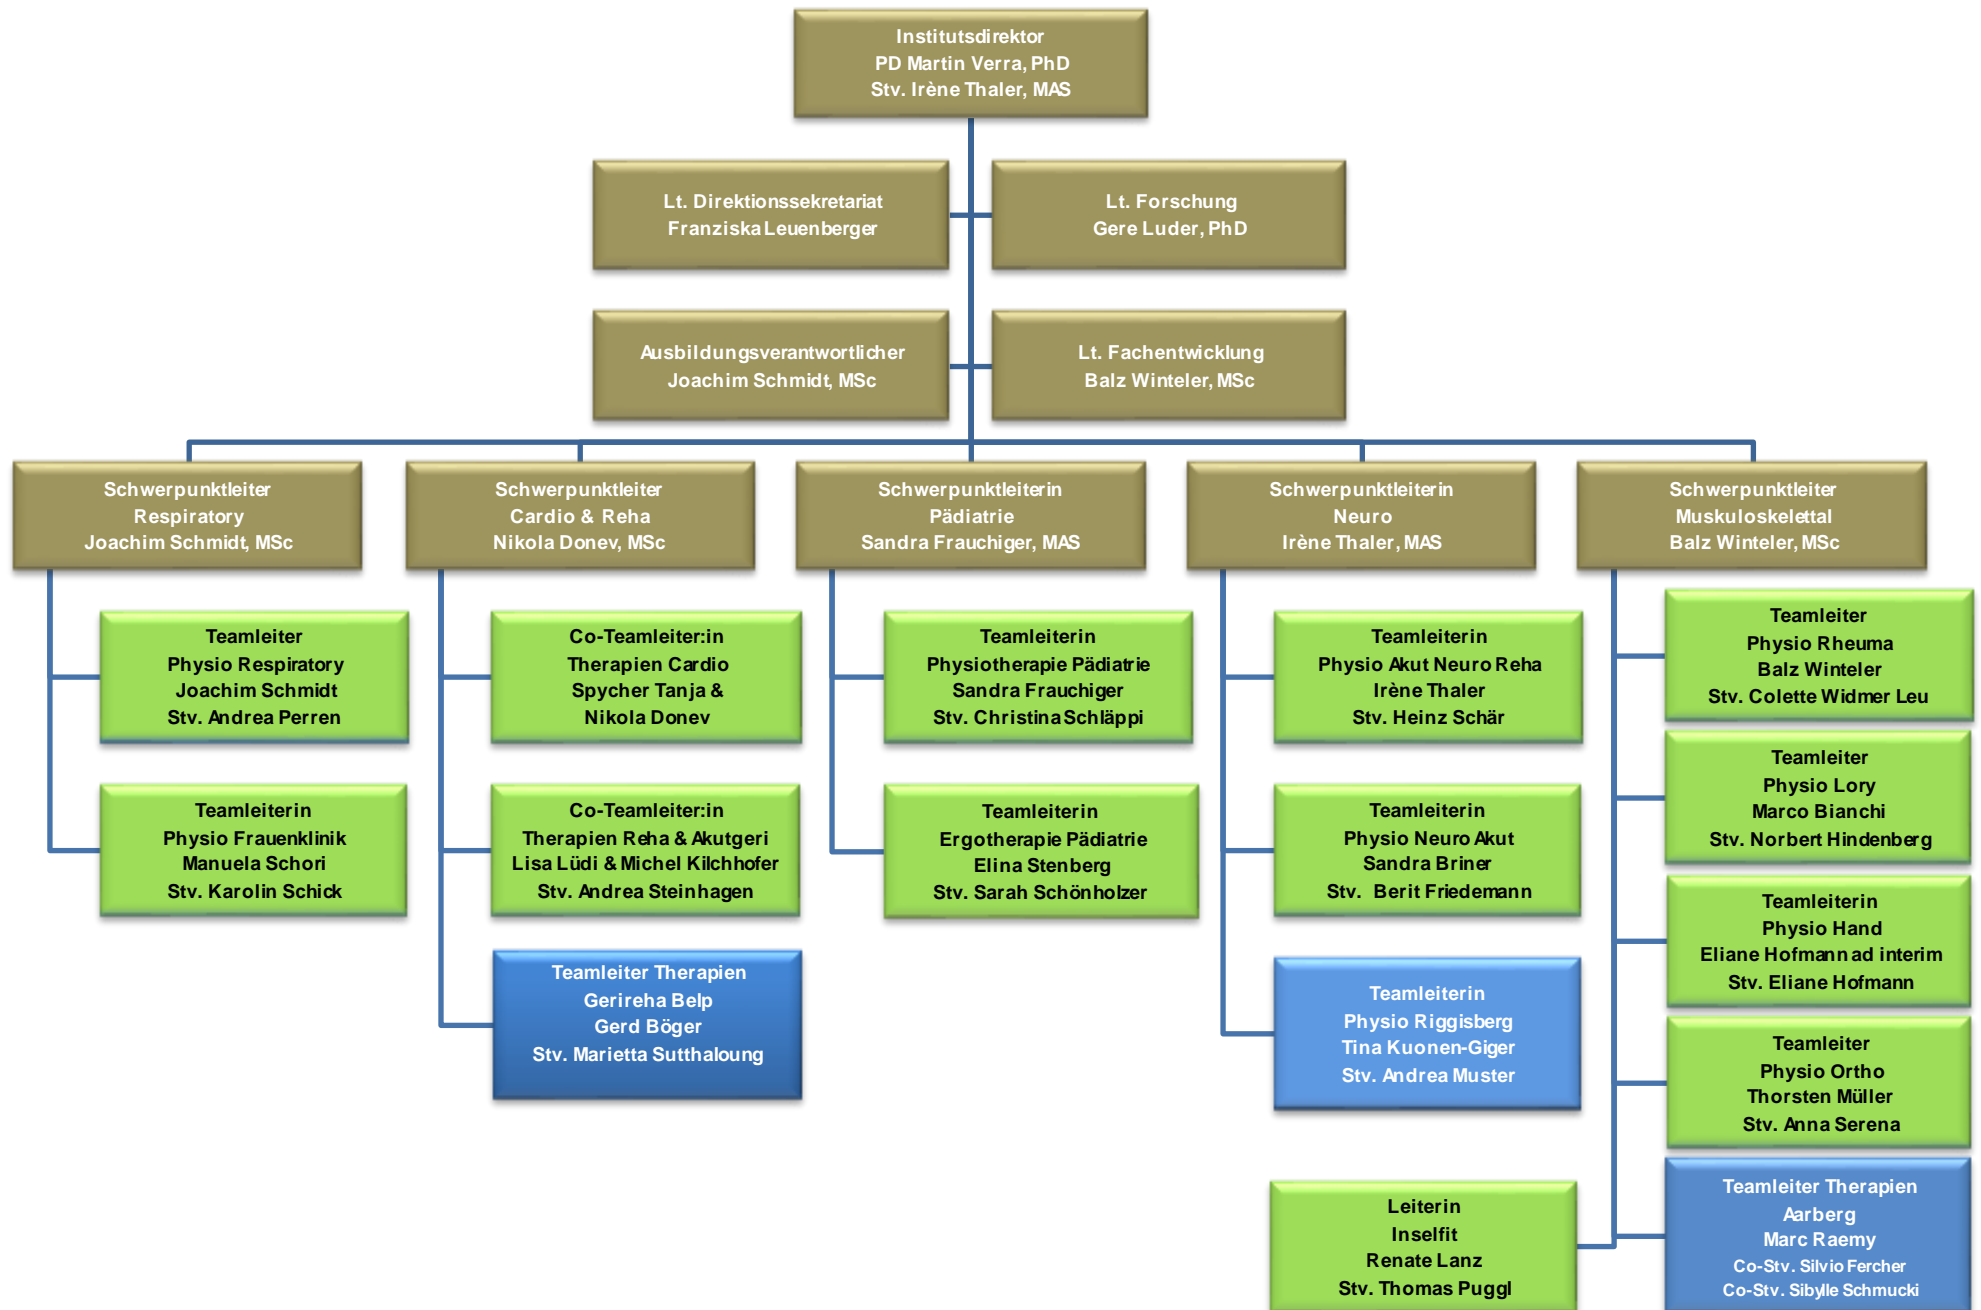 Institutsdirektor
PD Martin Verra, PhD
Stv. Irène Thaler, MAS
Lt. Direktionssekretariat
Franziska Leuenberger
Lt. Forschung
Gere Luder, PhD
Ausbildungsverantwortlicher
Joachim Schmidt, MSc
Lt. Fachentwicklung
Balz Winteler, MSc
Schwerpunktleiter
Respiratory
Joachim Schmidt, MSc
Schwerpunktleiter
Cardio & Reha
Nikola Donev, MSc
Schwerpunktleiterin
Pädiatrie
Sandra Frauchiger, MAS
Schwerpunktleiterin
Neuro
Irène Thaler, MAS
Schwerpunktleiter
Muskuloskelettal
Balz Winteler, MSc
Teamleiter
Physio Respiratory
Joachim Schmidt
Stv. Andrea Perren
Teamleiterin
Physio Frauenklinik
Manuela Schori
Stv. Karolin Schick
Co-Teamleiter:in
Therapien Cardio
Spycher Tanja &
Nikola Donev
Co-Teamleiter:in
Therapien Reha & Akutgeri
Lisa Lüdi & Michel Kilchhofer
Stv. Andrea Steinhagen
Teamleiter Therapien
Gerireha Belp
Gerd Böger
Stv. Marietta Sutthaloung
Teamleiterin
Physiotherapie Pädiatrie
Sandra Frauchiger
Stv. Christina Schläppi
Teamleiterin
Ergotherapie Pädiatrie
Elina Stenberg
Stv. Sarah Schönholzer
Teamleiterin
Physio Akut Neuro Reha
Irène Thaler
Stv. Heinz Schär
Teamleiterin
Physio Neuro Akut
Sandra Briner
Stv. Berit Friedemann
Teamleiterin
Physio Riggisberg
Tina Kuonen-Giger
Stv. Andrea Muster
Teamleiter
Physio Rheuma
Balz Winteler
Stv. Colette Widmer Leu
Teamleiter
Physio Lory
Marco Bianchi
Stv. Norbert Hindenberg
Teamleiterin
Physio Hand
Eliane Hofmann ad interim
Stv. Eliane Hofmann
Teamleiter
Physio Ortho
Thorsten Müller
Stv. Anna Serena
Leiterin
Inselfit
Renate Lanz
Stv. Thomas Puggl
Teamleiter Therapien
Aarberg
Marc Raemy
Co-Stv. Silvio Fercher
Co-Stv. Sibylle Schmucki